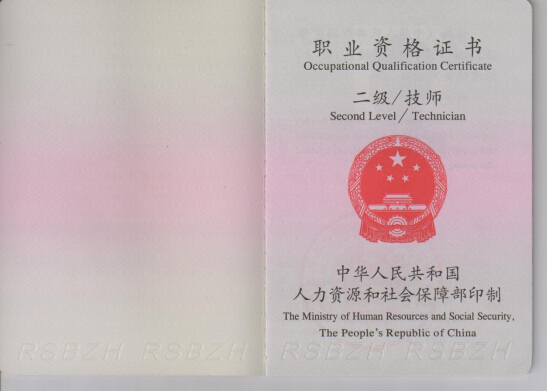 职业资格证书
Occupational Qualification Certificate
二级/技师
Second Level/Technician
中华人民共和国
人力资源和社会保障部印制
The Ministry of Human Resources and Social Security,
The People's Republic of China
RSBZH RSBZH RSBZH RSBZH